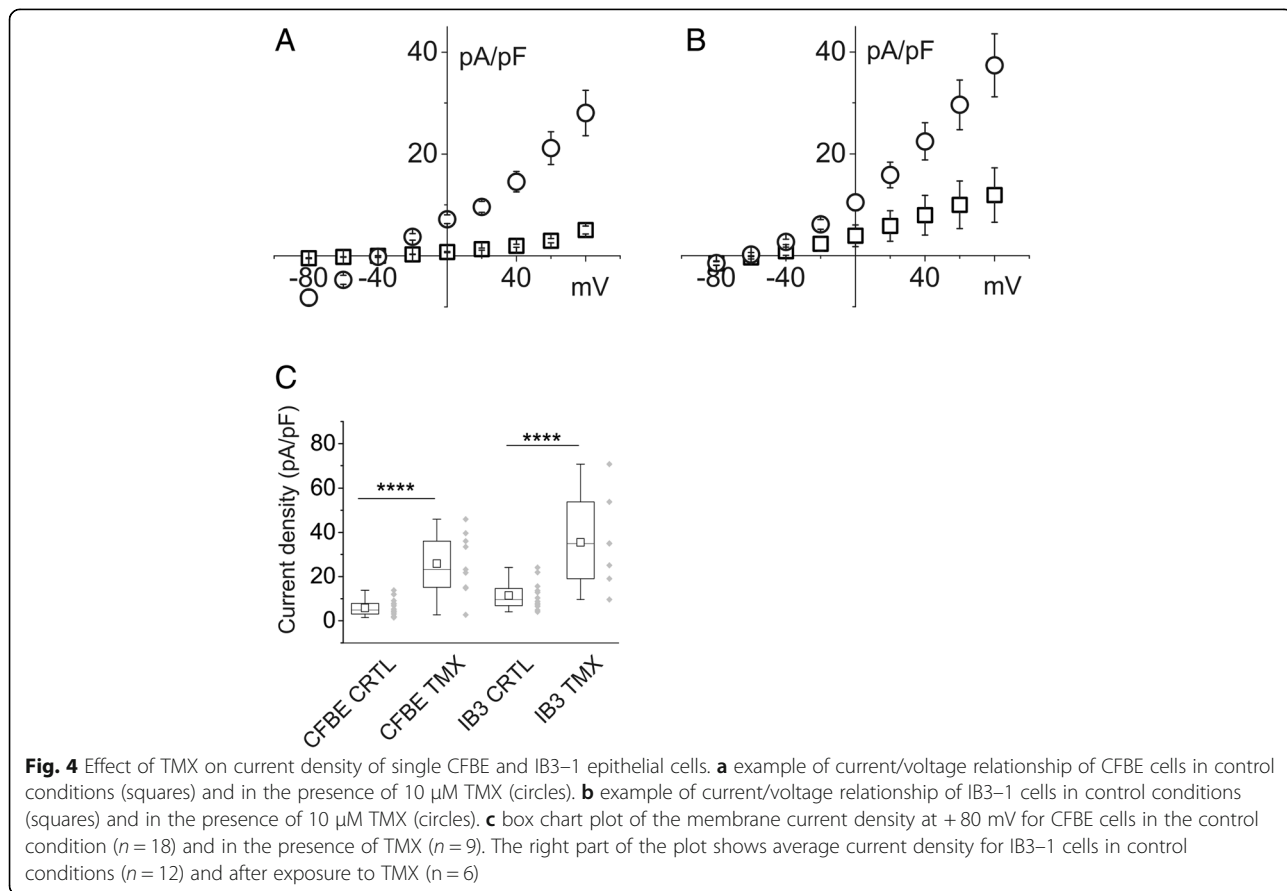 A
pA/pF
40
20
-80
-40
40
mV
B
pA/pF
40
20
-80
-40
40
mV
C
Current density (pA/pF)
80
60
40
20
0
****
****
CFBE CRTL
CFBE TMX
IB3 CRTL
IB3 TMX
Fig. 4 Effect of TMX on current density of single CFBE and IB3–1 epithelial cells. a example of current/voltage relationship of CFBE cells in control
conditions (squares) and in the presence of 10 μM TMX (circles). b example of current/voltage relationship of IB3–1 cells in control conditions
(squares) and in the presence of 10 μM TMX (circles). c box chart plot of the membrane current density at + 80 mV for CFBE cells in the control
condition (n = 18) and in the presence of TMX (n = 9). The right part of the plot shows average current density for IB3–1 cells in control
conditions (n = 12) and after exposure to TMX (n = 6)